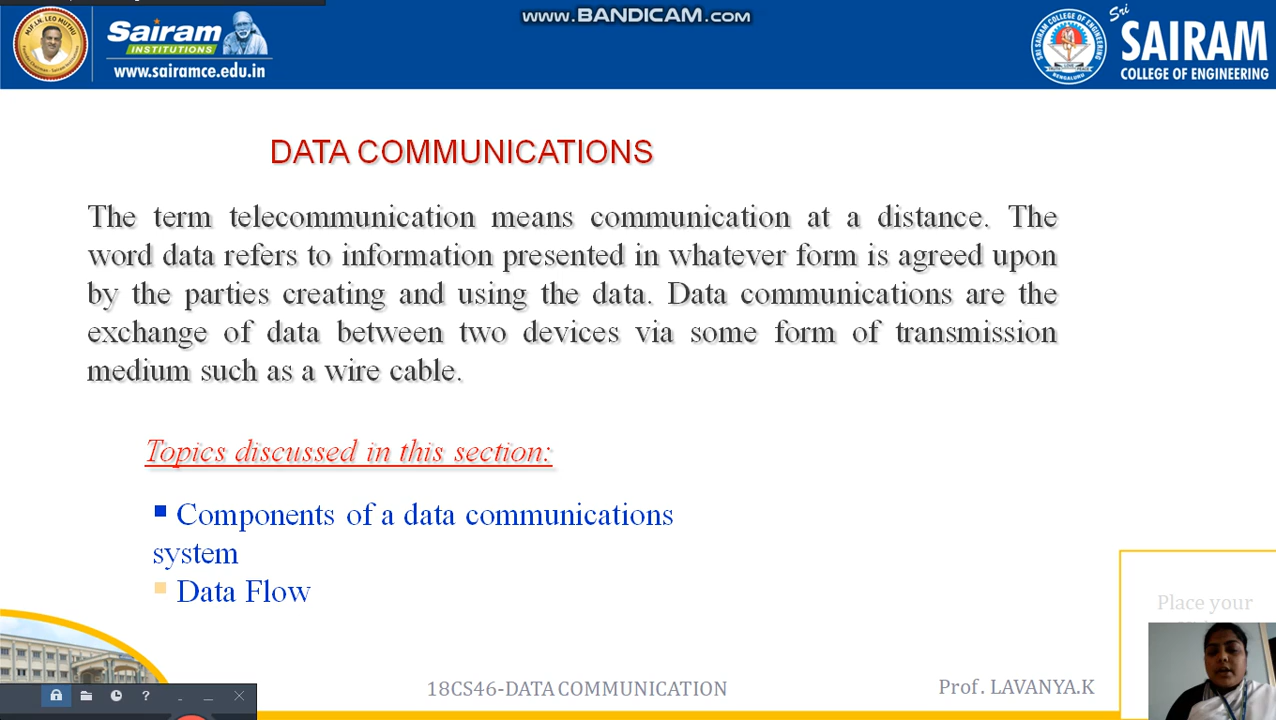 www.BANDICAM.com
Sairam
INSTITUTIONS
www.sairamce.edu.in
Sri
SAIRAM
COLLEGE OF ENGINEERING
DATA COMMUNICATIONS
The term telecommunication means communication at a distance. The
word data refers to information presented in whatever form is agreed upon
by the parties creating and using the data. Data communications are the
exchange of data between two devices via some form of transmission
medium such as a wire cable.
Topics discussed in this section:
Components of a data communications
system
Data Flow
Place your
18CS46-DATA COMMUNICATION
Prof. LAVANYA.K